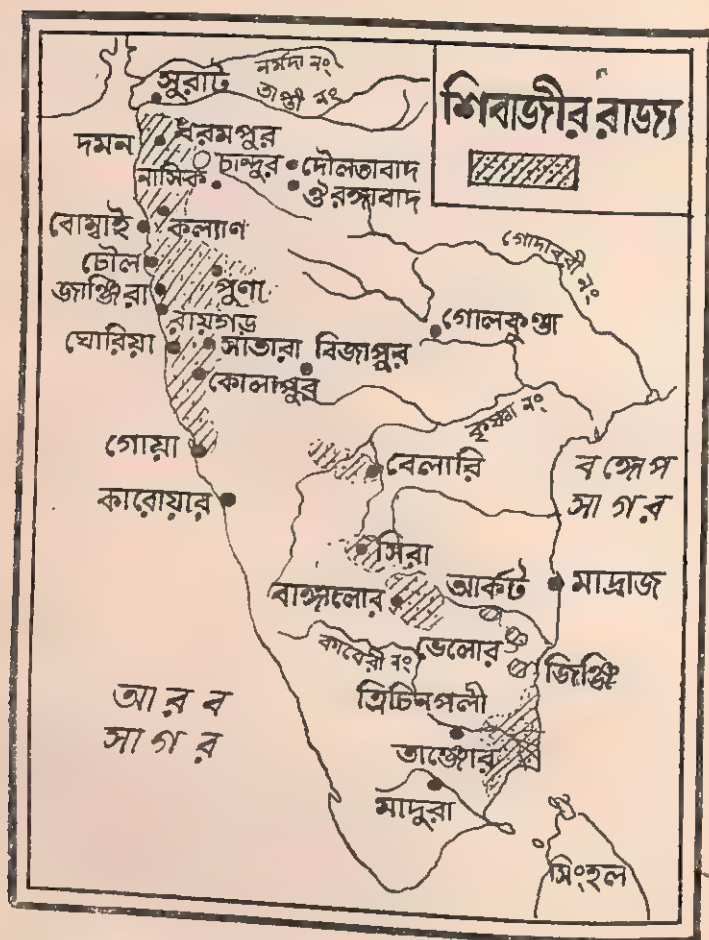 শিবাজীর রাজ্য
নর্মদা নং
তাপ্তী নং
সুরাট
দমন
ধরমপুর
চান্দুর
দৌলতাবাদ
নাসিক
ঔরঙ্গাবাদ
বোম্বাই
কল্যাণ
গোদাবরী নং
চৌল
জাঞ্জিরা
পুণা
রায়গড়
গোলকুণ্ডা
ঘোরিয়া
সাতারা
বিজাপুর
কোলাপুর
কৃষ্ণা নং
গোয়া
বেলারি
বঙ্গোপ
সাগর
কারোয়ার
সিরা
বাঙ্গালোর
আর্কট
মাদ্রাজ
কাবেরী নং
ভেলোর
জিঞ্জি
আরব
সাগর
ত্রিচিনপলী
তাঞ্জোর
মাদুরা
সিংহল